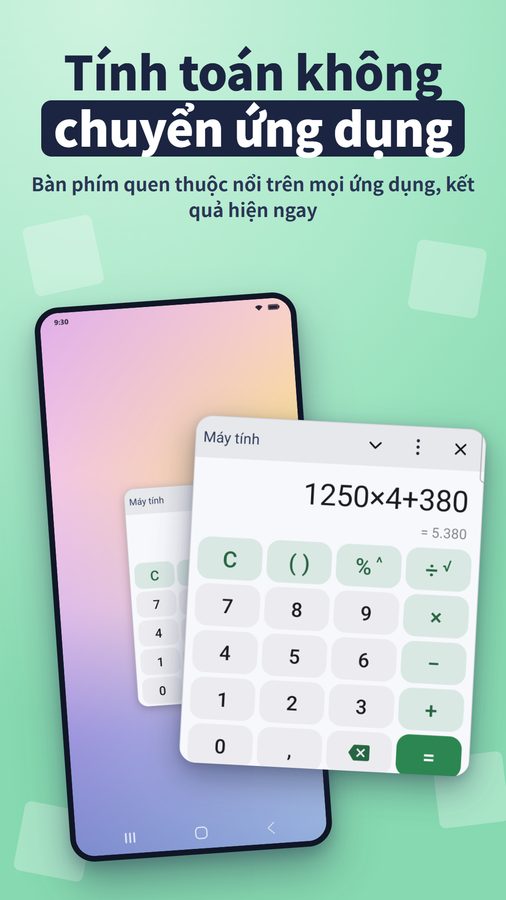 Tính toán không
chuyển ứng dụng
Bàn phím quen thuộc nổi trên mọi ứng dụng, kết
quả hiện ngay
9:30
Máy tính
C
7
4
1
0
Máy tính
1250×4+380
= 5.380
C ( ) % ^ ÷ √
7 8 9 ×
4 5 6 −
1 2 3 +
0 , =